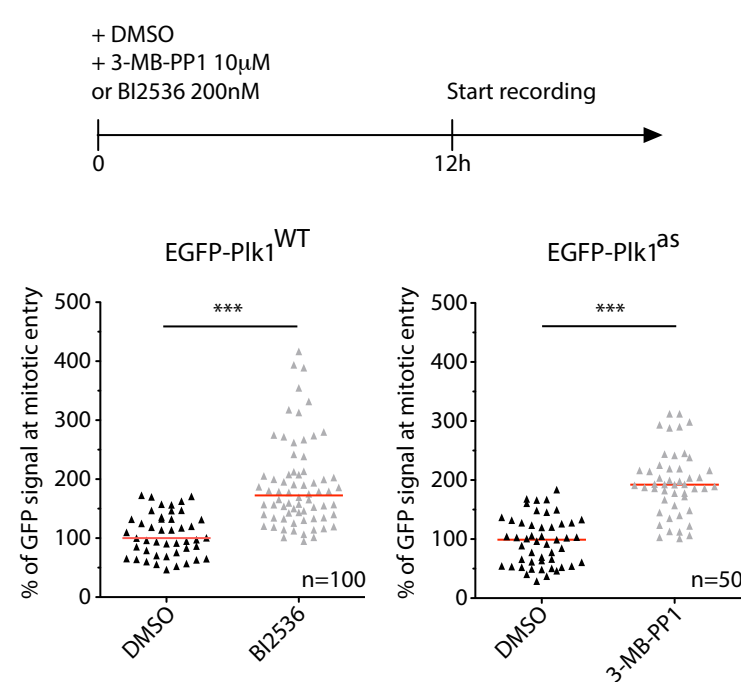 + DMSO
+ 3-MB-PP1 10μM
or BI2536 200nM
Start recording
0
12h
EGFP-Plk1WT
% of GFP signal at mitotic entry
500
400
300
200
100
0
***
n=100
DMSO
BI2536
EGFP-Plk1as
% of GFP signal at mitotic entry
500
400
300
200
100
0
***
n=50
DMSO
3-MB-PP1